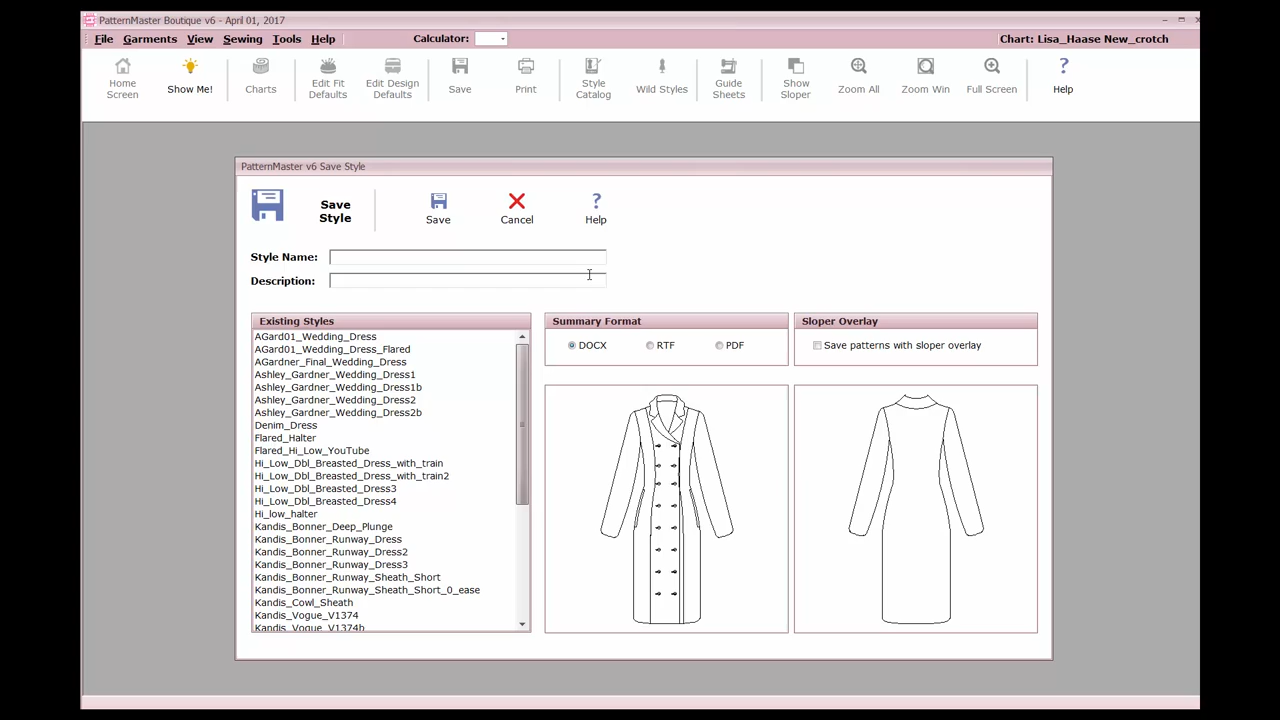 PatternMaster Boutique v6 - April 01, 2017
File Garments View Sewing Tools Help Calculator: Chart: Lisa_Haase New_crotch
Home Screen
Show Me!
Charts
Edit Fit Defaults
Edit Design Defaults
Save
Print
Style Catalog
Wild Styles
Guide Sheets
Show Sloper
Zoom All
Zoom Win
Full Screen
Help
PatternMaster v6 Save Style
Save Style
Save
Cancel
Help
Style Name:
Description:
Existing Styles
AGard01_Wedding_Dress
AGard01_Wedding_Dress_Flared
AGardner_Final_Wedding_Dress
Ashley_Gardner_Wedding_Dress1
Ashley_Gardner_Wedding_Dress1b
Ashley_Gardner_Wedding_Dress2
Ashley_Gardner_Wedding_Dress2b
Denim_Dress
Flared_Halter
Flared_Hi_Low_YouTube
Hi_Low_Dbl_Breasted_Dress_with_train
Hi_Low_Dbl_Breasted_Dress_with_train2
Hi_Low_Dbl_Breasted_Dress3
Hi_Low_Dbl_Breasted_Dress4
Hi_low_halter
Kandis_Bonner_Deep_Plunge
Kandis_Bonner_Runway_Dress
Kandis_Bonner_Runway_Dress2
Kandis_Bonner_Runway_Dress3
Kandis_Bonner_Runway_Sheath_Short
Kandis_Bonner_Runway_Sheath_Short_0_ease
Kandis_Cowl_Sheath
Kandis_Vogue_V1374
Kandis_Vogue_V1374b
Summary Format
DOCX RTF PDF
Sloper Overlay
Save patterns with sloper overlay